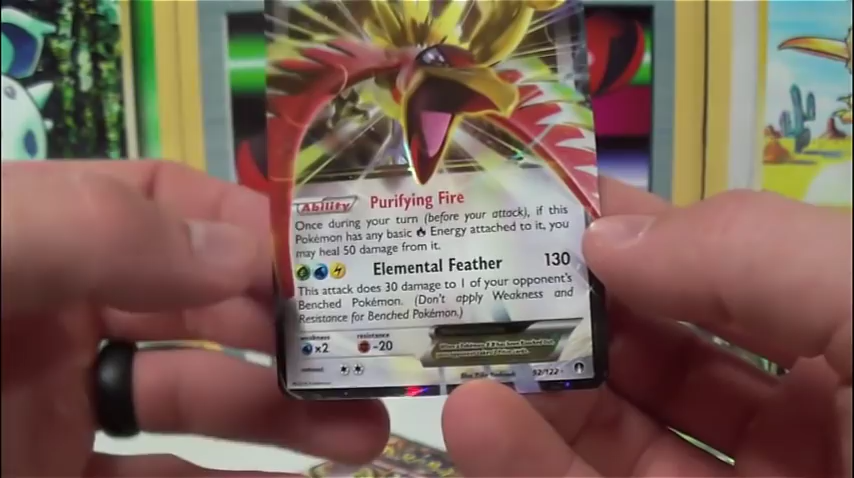 Ability Purifying Fire
Once during your turn (before your attack), if this
Pokémon has any basic Energy attached to it, you
may heal 50 damage from it.
Elemental Feather 130
This attack does 30 damage to 1 of your opponent's
Benched Pokémon. (Don't apply Weakness and
Resistance for Benched Pokémon.)
weakness resistance
×2 -20
92/122